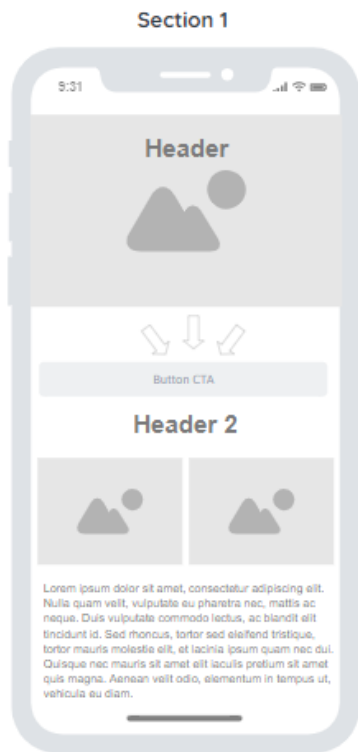 Section 1
9:31
Header
Button CTA
Header 2
Lorem ipsum dolor sit amet, consectetur adipiscing elit.
Nulla quam velit, vulputate eu pharetra nec, mattis ac
neque. Duis vulputate commodo lectus, ac blandit elit
tincidunt id. Sed rhoncus, tortor sed eleifend tristique,
tortor mauris molestie elit, et lacinia ipsum quam nec dui.
Quisque nec mauris sit amet elit iaculis pretium sit amet
quis magna. Aenean velit odio, elementum in tempus ut,
vehicula eu diam.